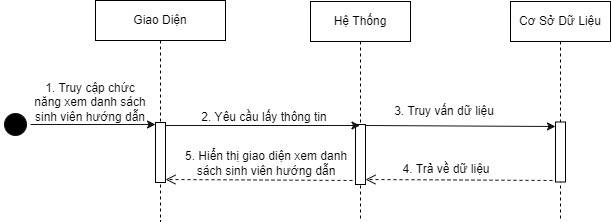 Giao Diện
Hệ Thống
Cơ Sở Dữ Liệu
1. Truy cập chức
năng xem danh sách
sinh viên hướng dẫn
2. Yêu cầu lấy thông tin
3. Truy vấn dữ liệu
4. Trả về dữ liệu
5. Hiển thị giao diện xem danh
sách sinh viên hướng dẫn